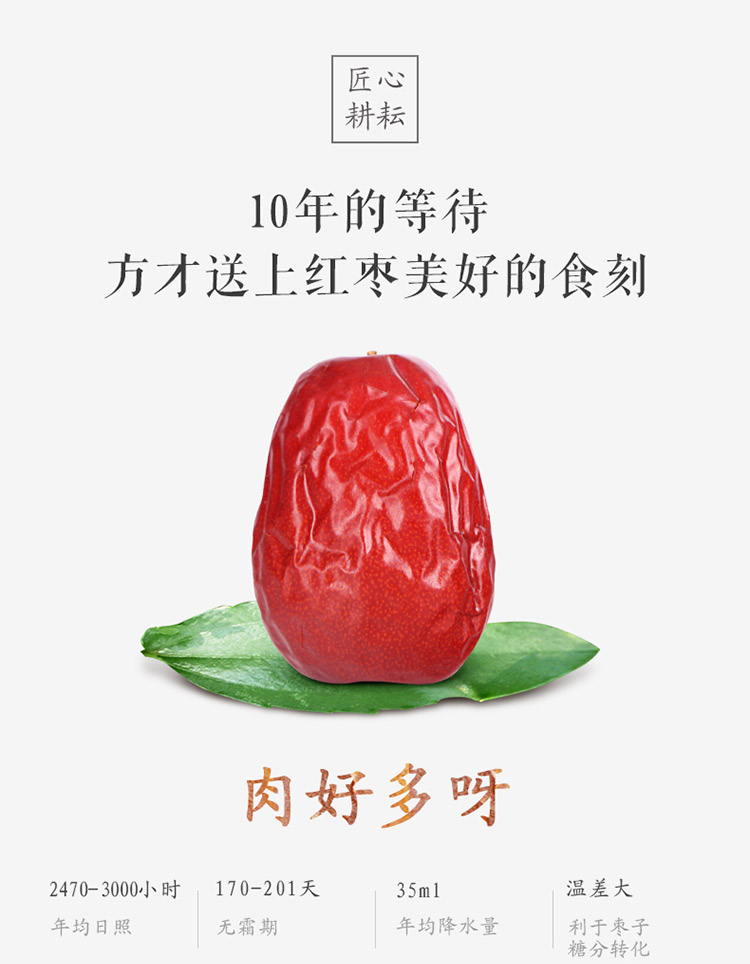 匠心
耕耘
10年的等待
方才送上红枣美好的食刻
肉好多呀
2470-3000小时
年均日照
170-201天
无霜期
35ml
年均降水量
温差大
利于枣子
糖分转化